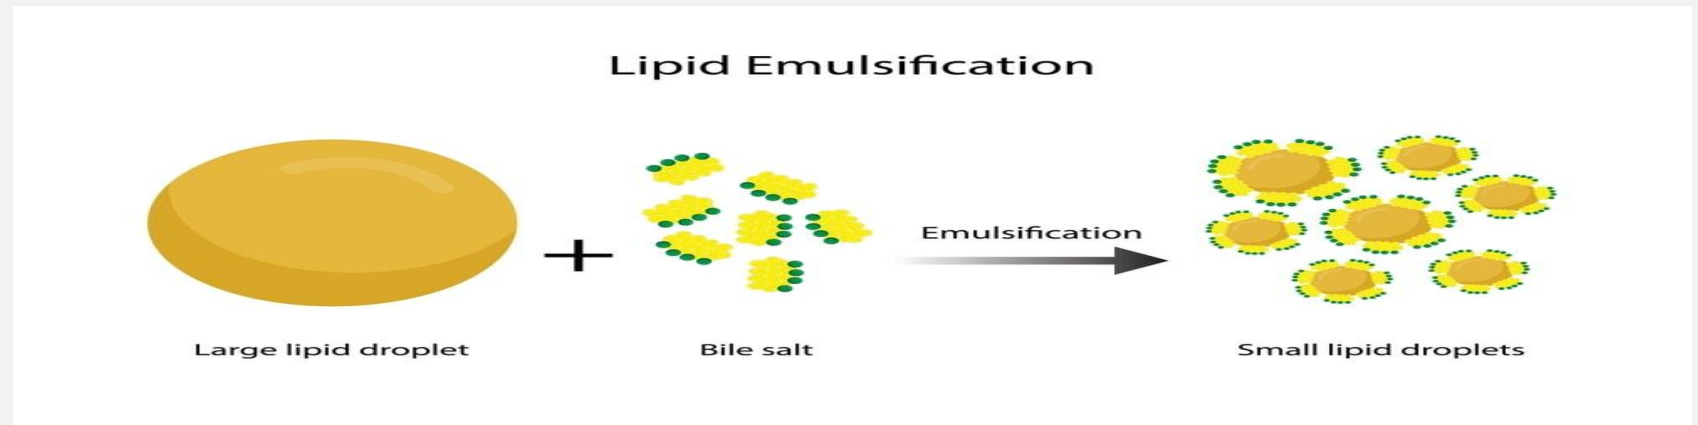 Lipid Emulsification
Emulsification
Large lipid droplet
Bile salt
Small lipid droplets